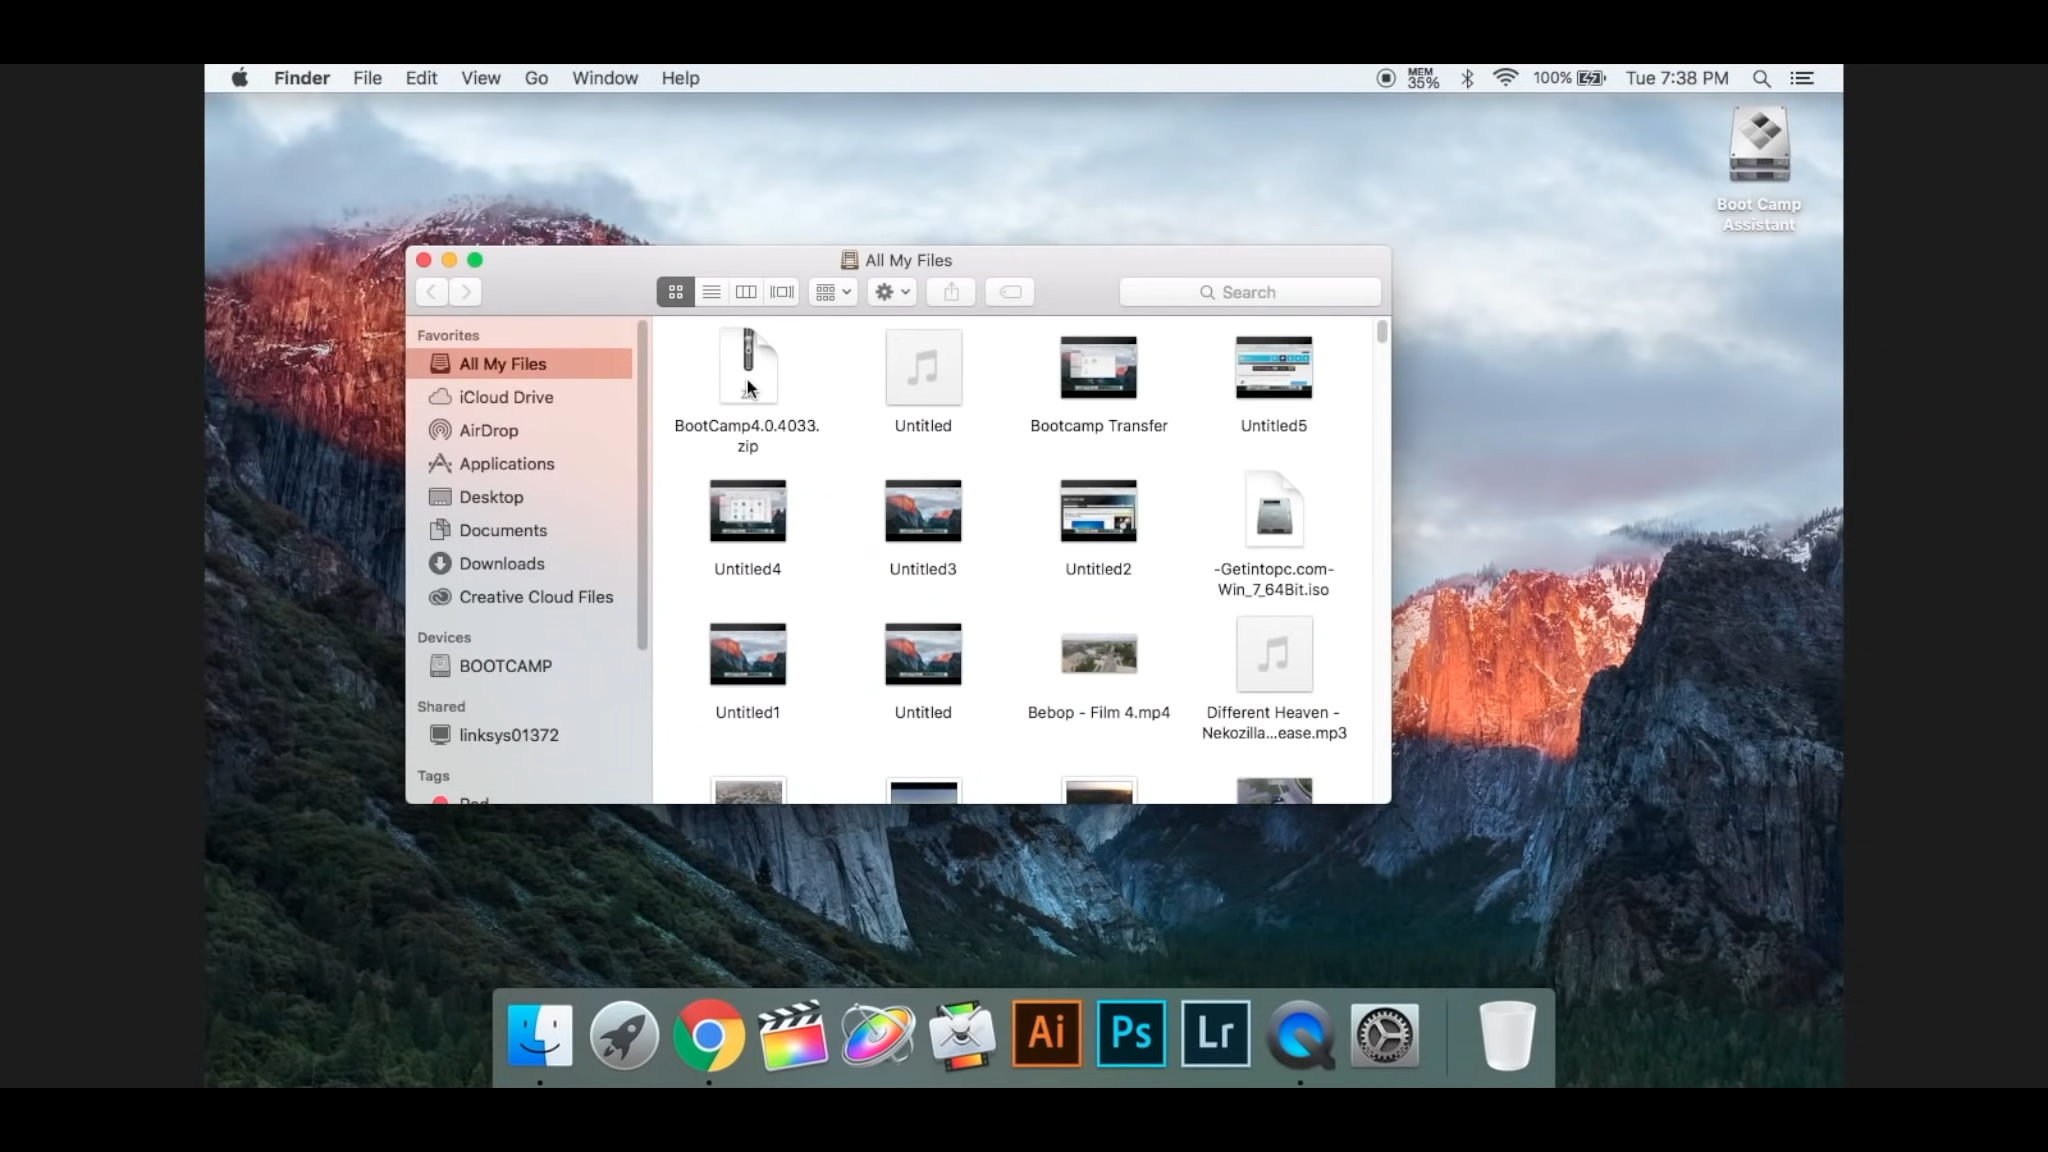 Finder File Edit View Go Window Help MEM 35% 100% Tue 7:38 PM
Boot Camp
Assistant
All My Files
Search
Favorites
All My Files
iCloud Drive
AirDrop
Applications
Desktop
Documents
Downloads
Creative Cloud Files
Devices
BOOTCAMP
Shared
linksys01372
Tags
BootCamp4.0.4033.
zip
Untitled
Bootcamp Transfer
Untitled5
Untitled4
Untitled3
Untitled2
-Getintopc.com-
Win_7_64Bit.iso
Untitled1
Untitled
Bebop - Film 4.mp4
Different Heaven -
Nekozilla...ease.mp3
Ai Ps Lr